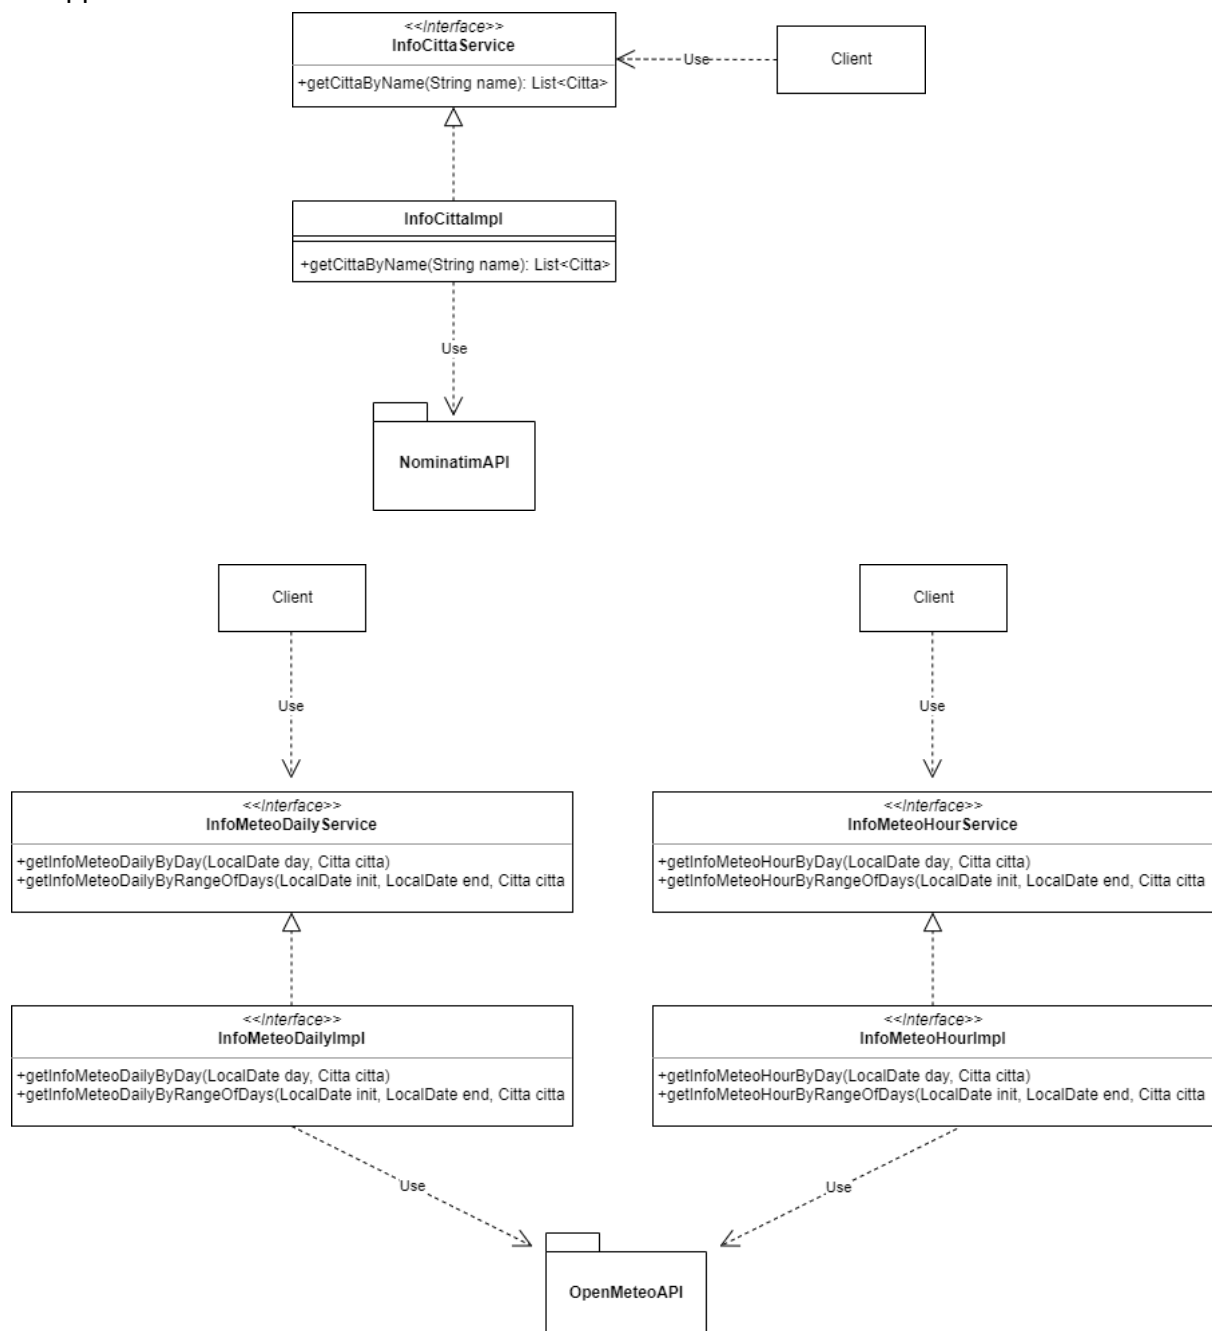 <<Interface>>
InfoCittaService
+getCittaByName(String name): List<Citta>
Use
Client
InfoCittaImpl
+getCittaByName(String name): List<Citta>
Use
NominatimAPI
Client
Client
Use
Use
<<Interface>>
InfoMeteoDailyService
+getInfoMeteoDailyByDay(LocalDate day, Citta citta)
+getInfoMeteoDailyByRangeOfDays(LocalDate init, LocalDate end, Citta citta
<<Interface>>
InfoMeteoHourService
+getInfoMeteoHourByDay(LocalDate day, Citta citta)
+getInfoMeteoHourByRangeOfDays(LocalDate init, LocalDate end, Citta citta
<<Interface>>
InfoMeteoDailyImpl
+getInfoMeteoDailyByDay(LocalDate day, Citta citta)
+getInfoMeteoDailyByRangeOfDays(LocalDate init, LocalDate end, Citta citta
<<Interface>>
InfoMeteoHourImpl
+getInfoMeteoHourByDay(LocalDate day, Citta citta)
+getInfoMeteoHourByRangeOfDays(LocalDate init, LocalDate end, Citta citta
Use
Use
OpenMeteoAPI